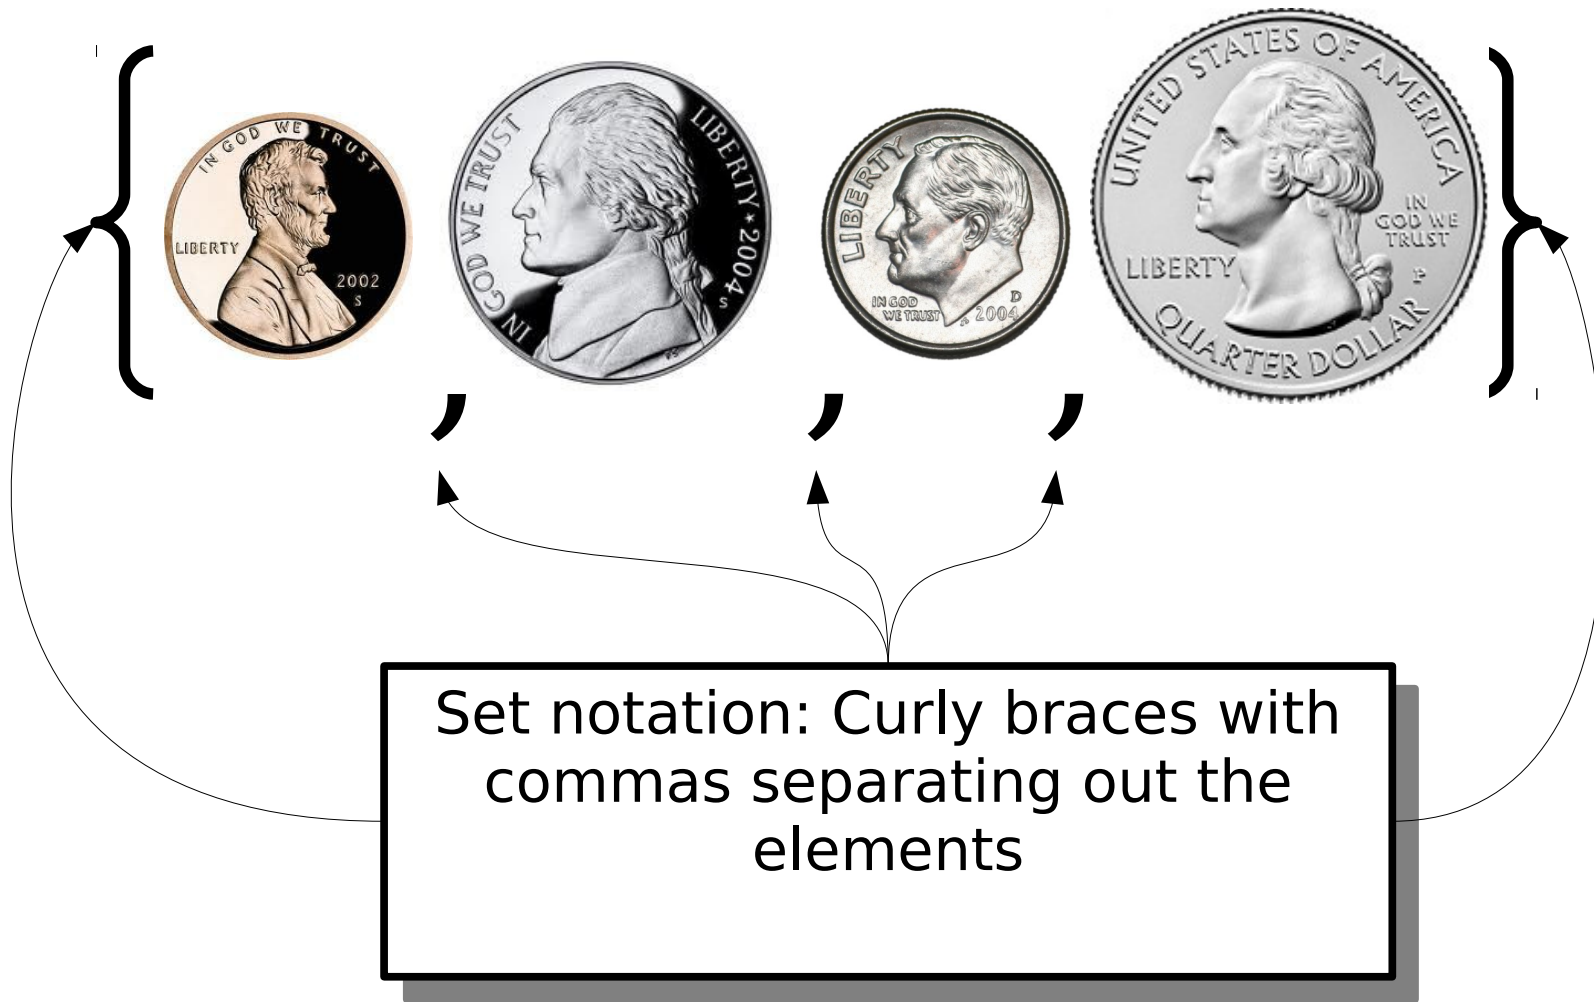 { , , , }
IN GOD WE TRUST
LIBERTY
2002
S
IN GOD WE TRUST
LIBERTY * 2004
S
LIBERTY
IN GOD
WE TRUST
D
2004
UNITED STATES OF AMERICA
IN
GOD WE
TRUST
LIBERTY
P
QUARTER DOLLAR
Set notation: Curly braces with
commas separating out the
elements